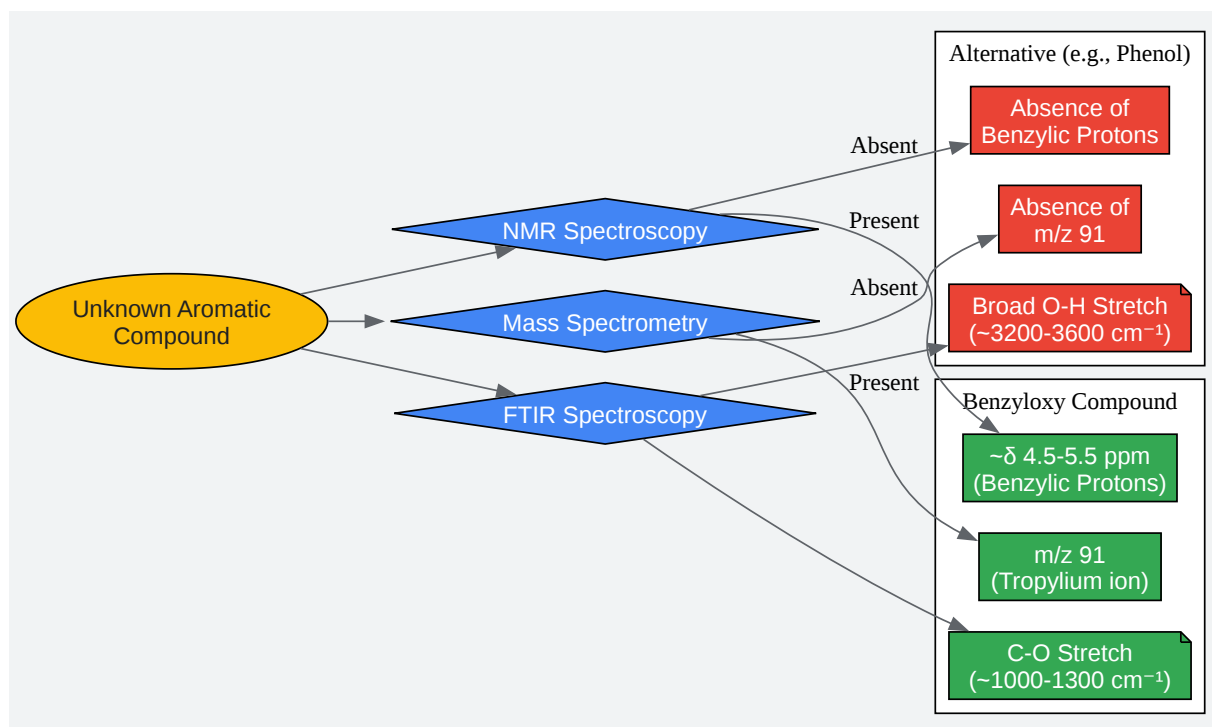 Unknown Aromatic
Compound
NMR Spectroscopy
Mass Spectrometry
FTIR Spectroscopy
Absent
Present
Absent
Present
Alternative (e.g., Phenol)
Absence of
Benzylic Protons
Absence of
m/z 91
Broad O-H Stretch
(~3200-3600 cm⁻¹)
Benzyloxy Compound
~δ 4.5-5.5 ppm
(Benzylic Protons)
m/z 91
(Tropylium ion)
C-O Stretch
(~1000-1300 cm⁻¹)